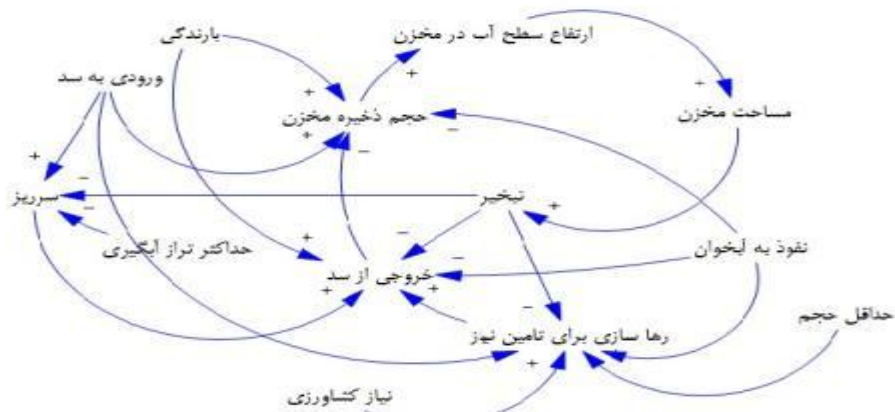 ارتفاع سطح آب در مخزن
بارندگی
ورودی به سد
حجم ذخیره مخزن
مساحت مخزن
سرریز
تبخیر
حداکثر تراز آبگیری
نفوذ به آبخوان
خروجی از سد
حداقل حجم
رها سازی برای تامین نیاز
نیاز کشاورزی